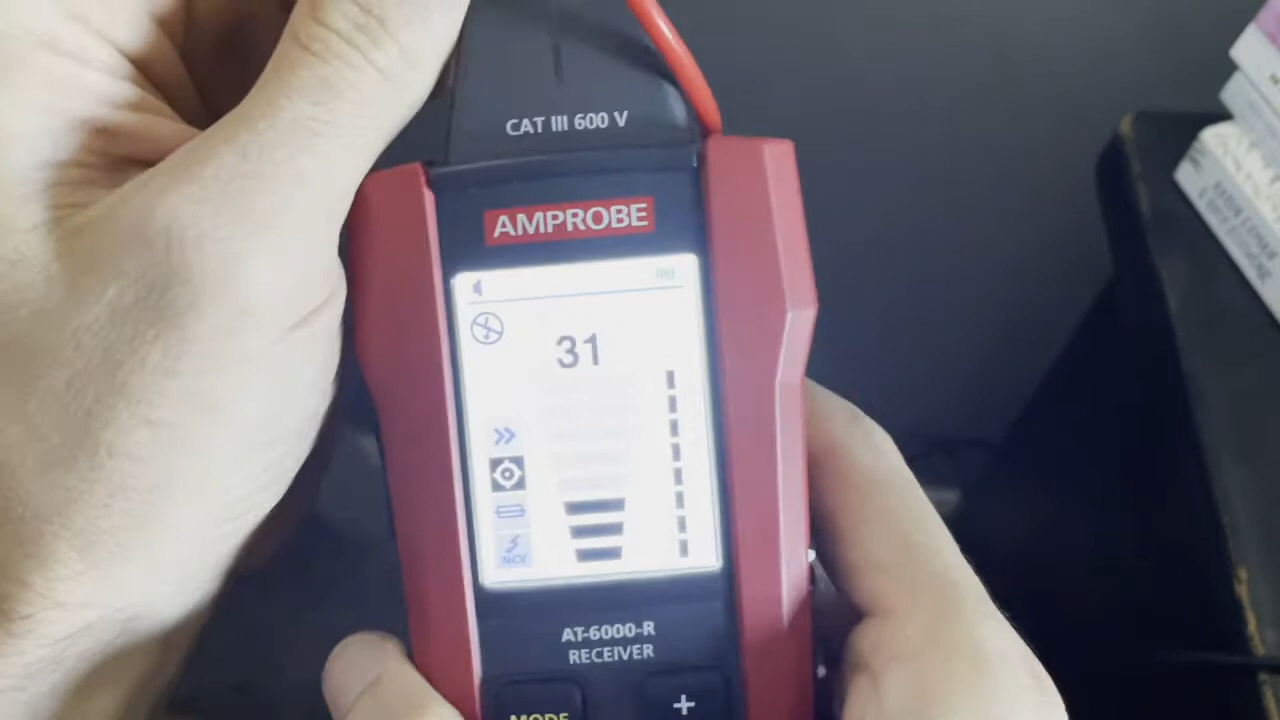 CAT III 600 V
AMPROBE
31
NCV
AT-6000-R
RECEIVER
MODE
+